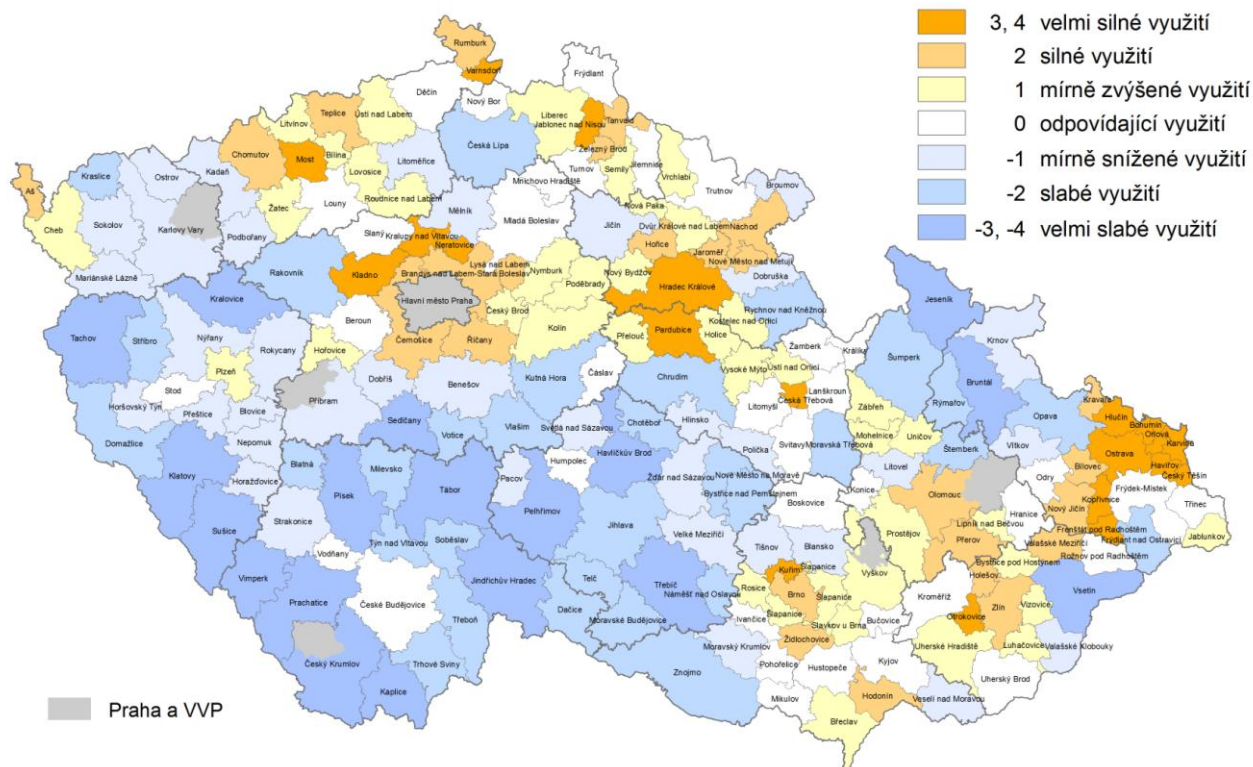 3, 4 velmi silné využití
2 silné využití
1 mírně zvýšené využití
0 odpovídající využití
-1 mírně snížené využití
-2 slabé využití
-3, -4 velmi slabé využití
Rumburk
Varnsdorf
Frýdlant
Děčín
Nový Bor
Liberec
Jablonec nad Nisou
Tanvald
Železný Brod
Teplice
Ústí nad Labem
Litvínov
Bílina
Most
Chomutov
Lovosice
Litoměřice
Česká Lípa
Turnov
Semily
Jilemnice
Vrchlabí
Trutnov
Broumov
Kraslice
Ostrov
Kadaň
Aš
Cheb
Sokolov
Karlovy Vary
Podbořany
Žatec
Louny
Roudnice nad Labem
Mělník
Mnichovo Hradiště
Mladá Boleslav
Jičín
Nová Paka
Dvůr Králové nad Labem
Náchod
Hořice
Jaroměř
Nové Město nad Metují
Mariánské Lázně
Rakovník
Slaný
Kralupy nad Vltavou
Neratovice
Kladno
Lysá nad Labem
Brandýs nad Labem-Stará Boleslav
Nymburk
Poděbrady
Nový Bydžov
Hradec Králové
Dobruška
Rychnov nad Kněžnou
Hlavní město Praha
Český Brod
Kolín
Kostelec nad Orlicí
Kralovice
Tachov
Stříbro
Nýřany
Rokycany
Beroun
Hořovice
Černošice
Říčany
Přelouč
Pardubice
Holice
Žamberk
Králíky
Jeseník
Krnov
Šumperk
Bruntál
Rýmařov
Opava
Plzeň
Stod
Horšovský Týn
Přeštice
Blovice
Příbram
Dobříš
Benešov
Kutná Hora
Čáslav
Chrudim
Vysoké Mýto
Ústí nad Orlicí
Lanškroun
Česká Třebová
Litomyšl
Zábřeh
Mohelnice
Uničov
Kravaře
Hlučín
Bohumín
Orlová
Karviná
Ostrava
Havířov
Český Těšín
Domažlice
Nepomuk
Sedlčany
Votice
Vlašim
Světlá nad Sázavou
Chotěboř
Hlinsko
Polička
Svitavy
Moravská Třebová
Litovel
Šternberk
Vítkov
Bílovec
Klatovy
Horažďovice
Blatná
Milevsko
Písek
Tábor
Pacov
Humpolec
Havlíčkův Brod
Žďár nad Sázavou
Nové Město na Moravě
Bystřice nad Pernštejnem
Boskovice
Konice
Olomouc
Odry
Nový Jičín
Kopřivnice
Frýdek-Místek
Třinec
Jablunkov
Sušice
Strakonice
Vodňany
Týn nad Vltavou
Soběslav
Pelhřimov
Jihlava
Velké Meziříčí
Tišnov
Blansko
Prostějov
Lipník nad Bečvou
Hranice
Přerov
Valašské Meziříčí
Frenštát pod Radhoštěm
Frýdlant nad Ostravicí
Rožnov pod Radhoštěm
Bystřice pod Hostýnem
Holešov
Vimperk
Prachatice
České Budějovice
Jindřichův Hradec
Telč
Třebíč
Náměšť nad Oslavou
Rosice
Kuřim
Šlapanice
Vyškov
Brno
Šlapanice
Šlapanice
Ivančice
Kroměříž
Otrokovice
Zlín
Vizovice
Vsetín
Třeboň
Dačice
Moravské Budějovice
Slavkov u Brna
Bučovice
Židlochovice
Luhačovice
Uherské Hradiště
Valašské Klobouky
Český Krumlov
Trhové Sviny
Kaplice
Znojmo
Moravský Krumlov
Pohořelice
Hustopeče
Kyjov
Uherský Brod
Mikulov
Hodonín
Veselí nad Moravou
Břeclav
Praha a VVP